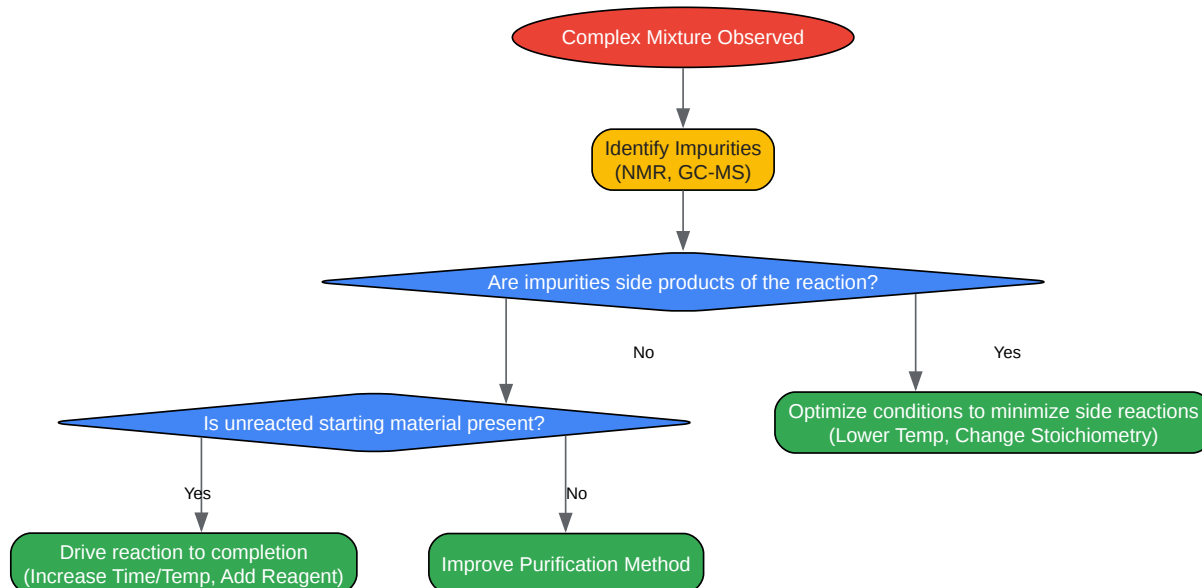 Complex Mixture Observed
Identify Impurities
(NMR, GC-MS)
Are impurities side products of the reaction?
No
Yes
Is unreacted starting material present?
Optimize conditions to minimize side reactions
(Lower Temp, Change Stoichiometry)
Yes
No
Drive reaction to completion
(Increase Time/Temp, Add Reagent)
Improve Purification Method